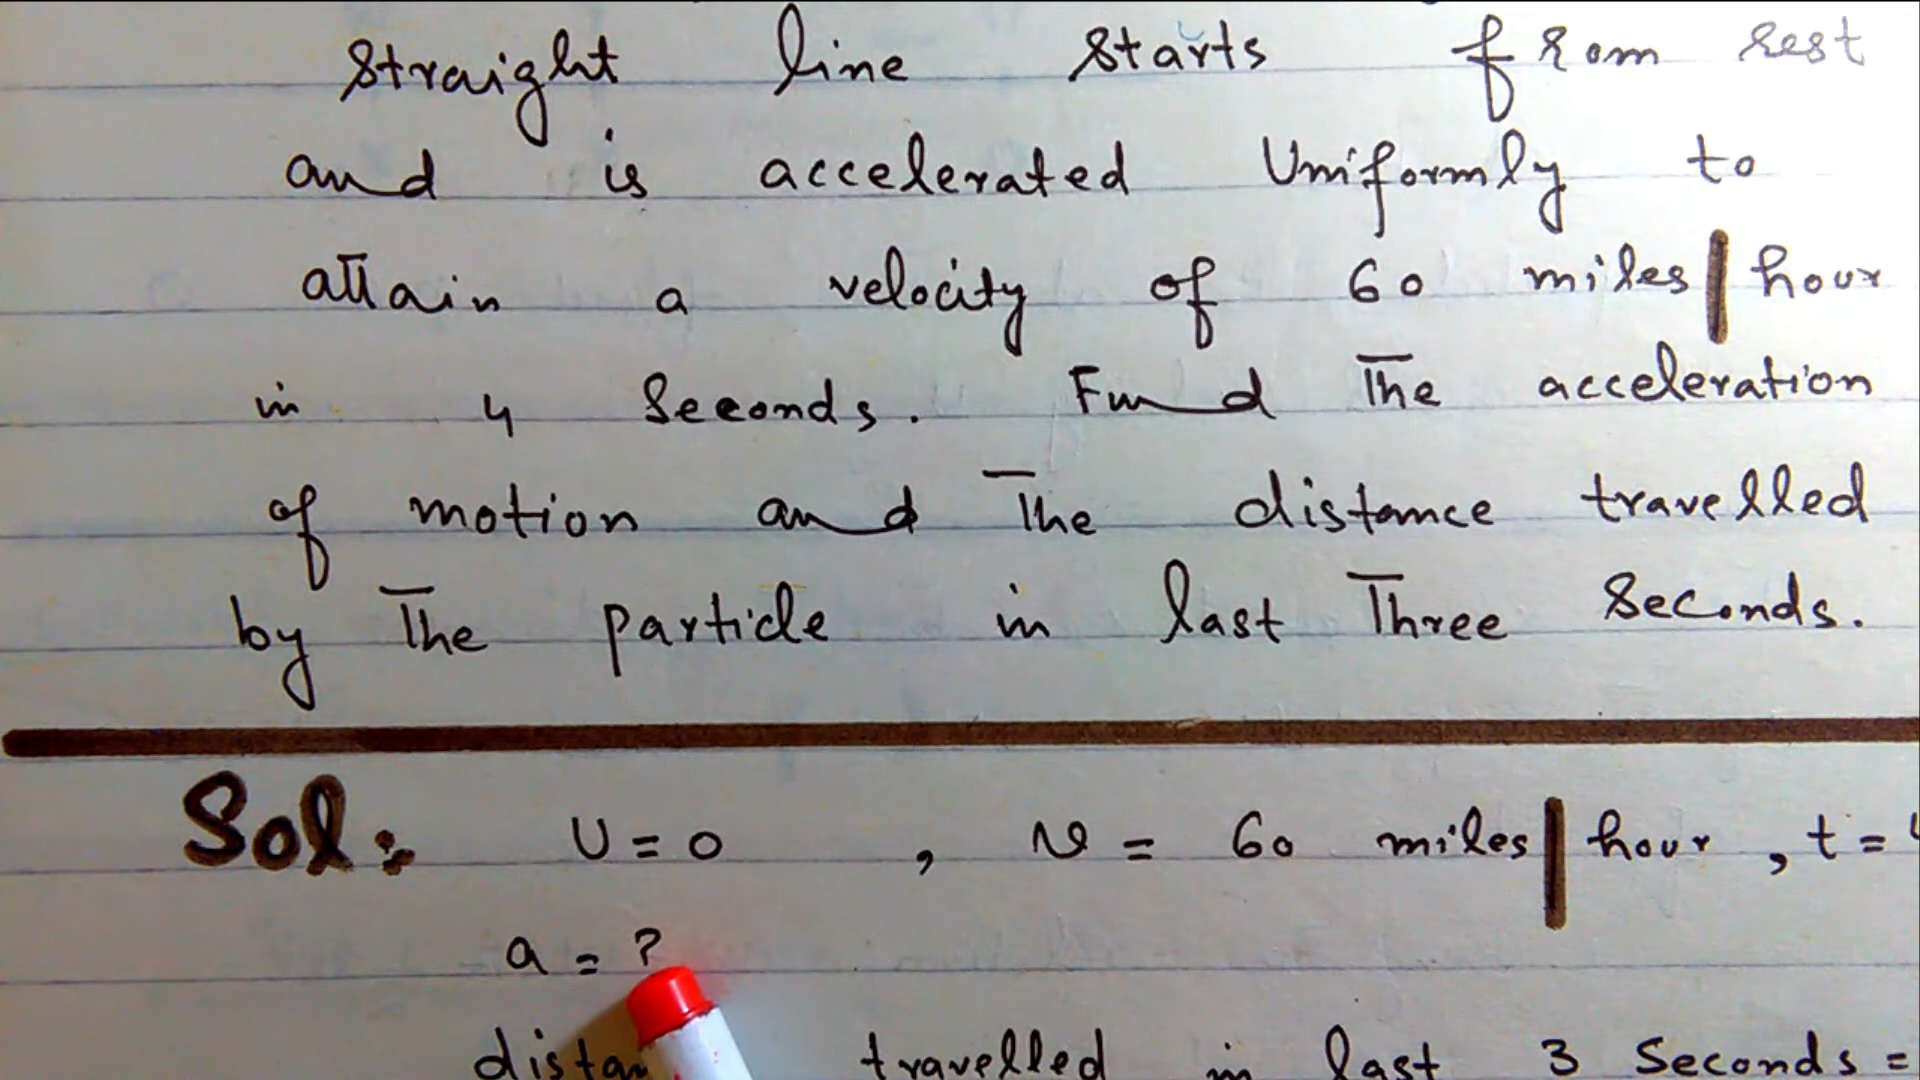 straight line starts from rest
and is accelerated Uniformly to
attain a velocity of 60 miles | hour
in 4 Seconds. Find The acceleration
of motion and The distance travelled
by The particle in last Three Seconds.
Sol: U = 0 , v = 60 miles | hour , t =
a = ?
travelled in last 3 Seconds =